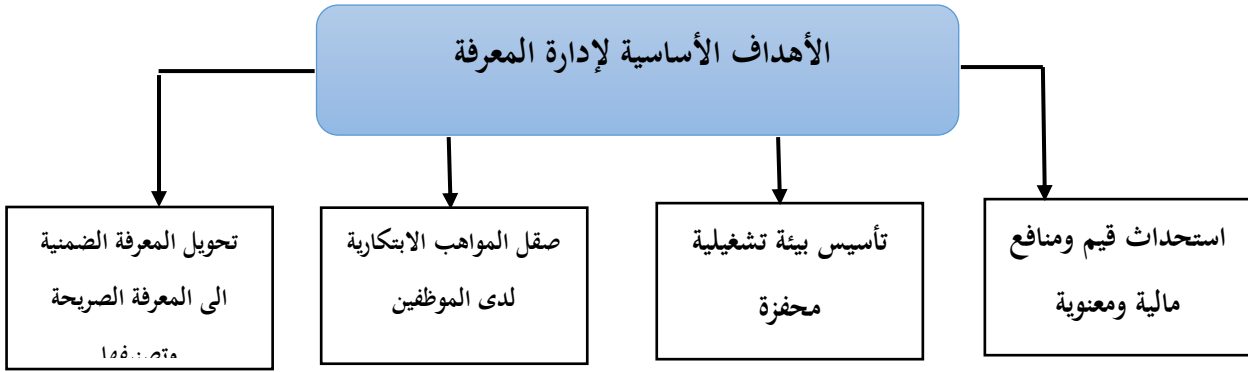 الأهداف الأساسية لإدارة المعرفة
استحداث قيم ومنافع
مالية ومعنوية
تأسيس بيئة تشغيلية
محفزة
صقل المواهب الابتكارية
لدى الموظفين
تحويل المعرفة الضمنية
الى المعرفة الصريحة